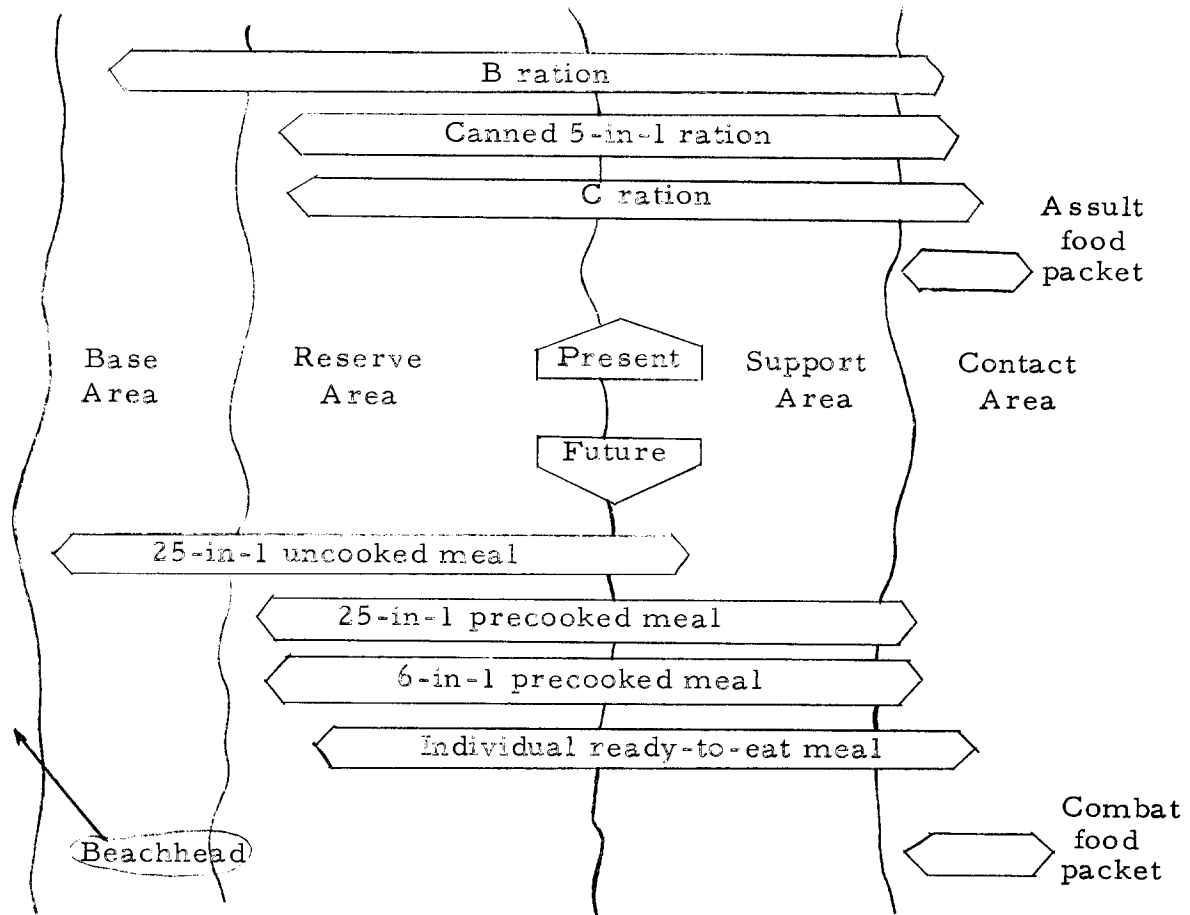 B ration
Canned 5-in-1 ration
C ration
Assult
food
packet
Base
Area
Reserve
Area
Present
Support
Area
Contact
Area
Future
25-in-1 uncooked meal
25-in-1 precooked meal
6-in-1 precooked meal
Individual ready-to-eat meal
Beachhead
Combat
food
packet